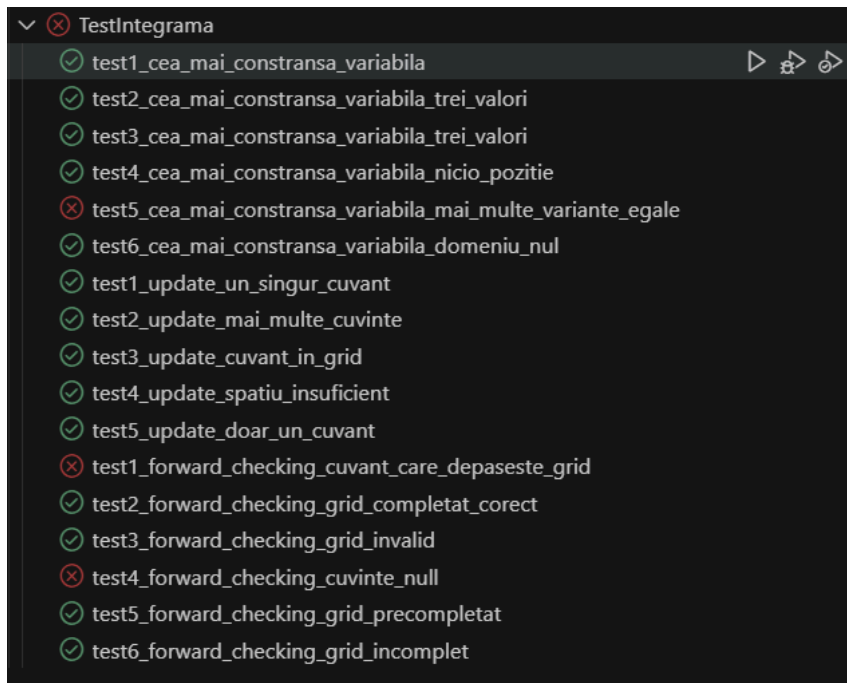 TestIntegrama
test1_cea_mai_constransa_variabila
test2_cea_mai_constransa_variabila_trei_valori
test3_cea_mai_constransa_variabila_trei_valori
test4_cea_mai_constransa_variabila_nicio_pozitie
test5_cea_mai_constransa_variabila_mai_multe_variante_egale
test6_cea_mai_constransa_variabila_domeniu_nul
test1_update_un_singur_cuvant
test2_update_mai_multe_cuvinte
test3_update_cuvant_in_grid
test4_update_spatiu_insuficient
test5_update_doar_un_cuvant
test1_forward_checking_cuvant_care_depaseste_grid
test2_forward_checking_grid_completat_corect
test3_forward_checking_grid_invalid
test4_forward_checking_cuvinte_null
test5_forward_checking_grid_precompletat
test6_forward_checking_grid_incomplet